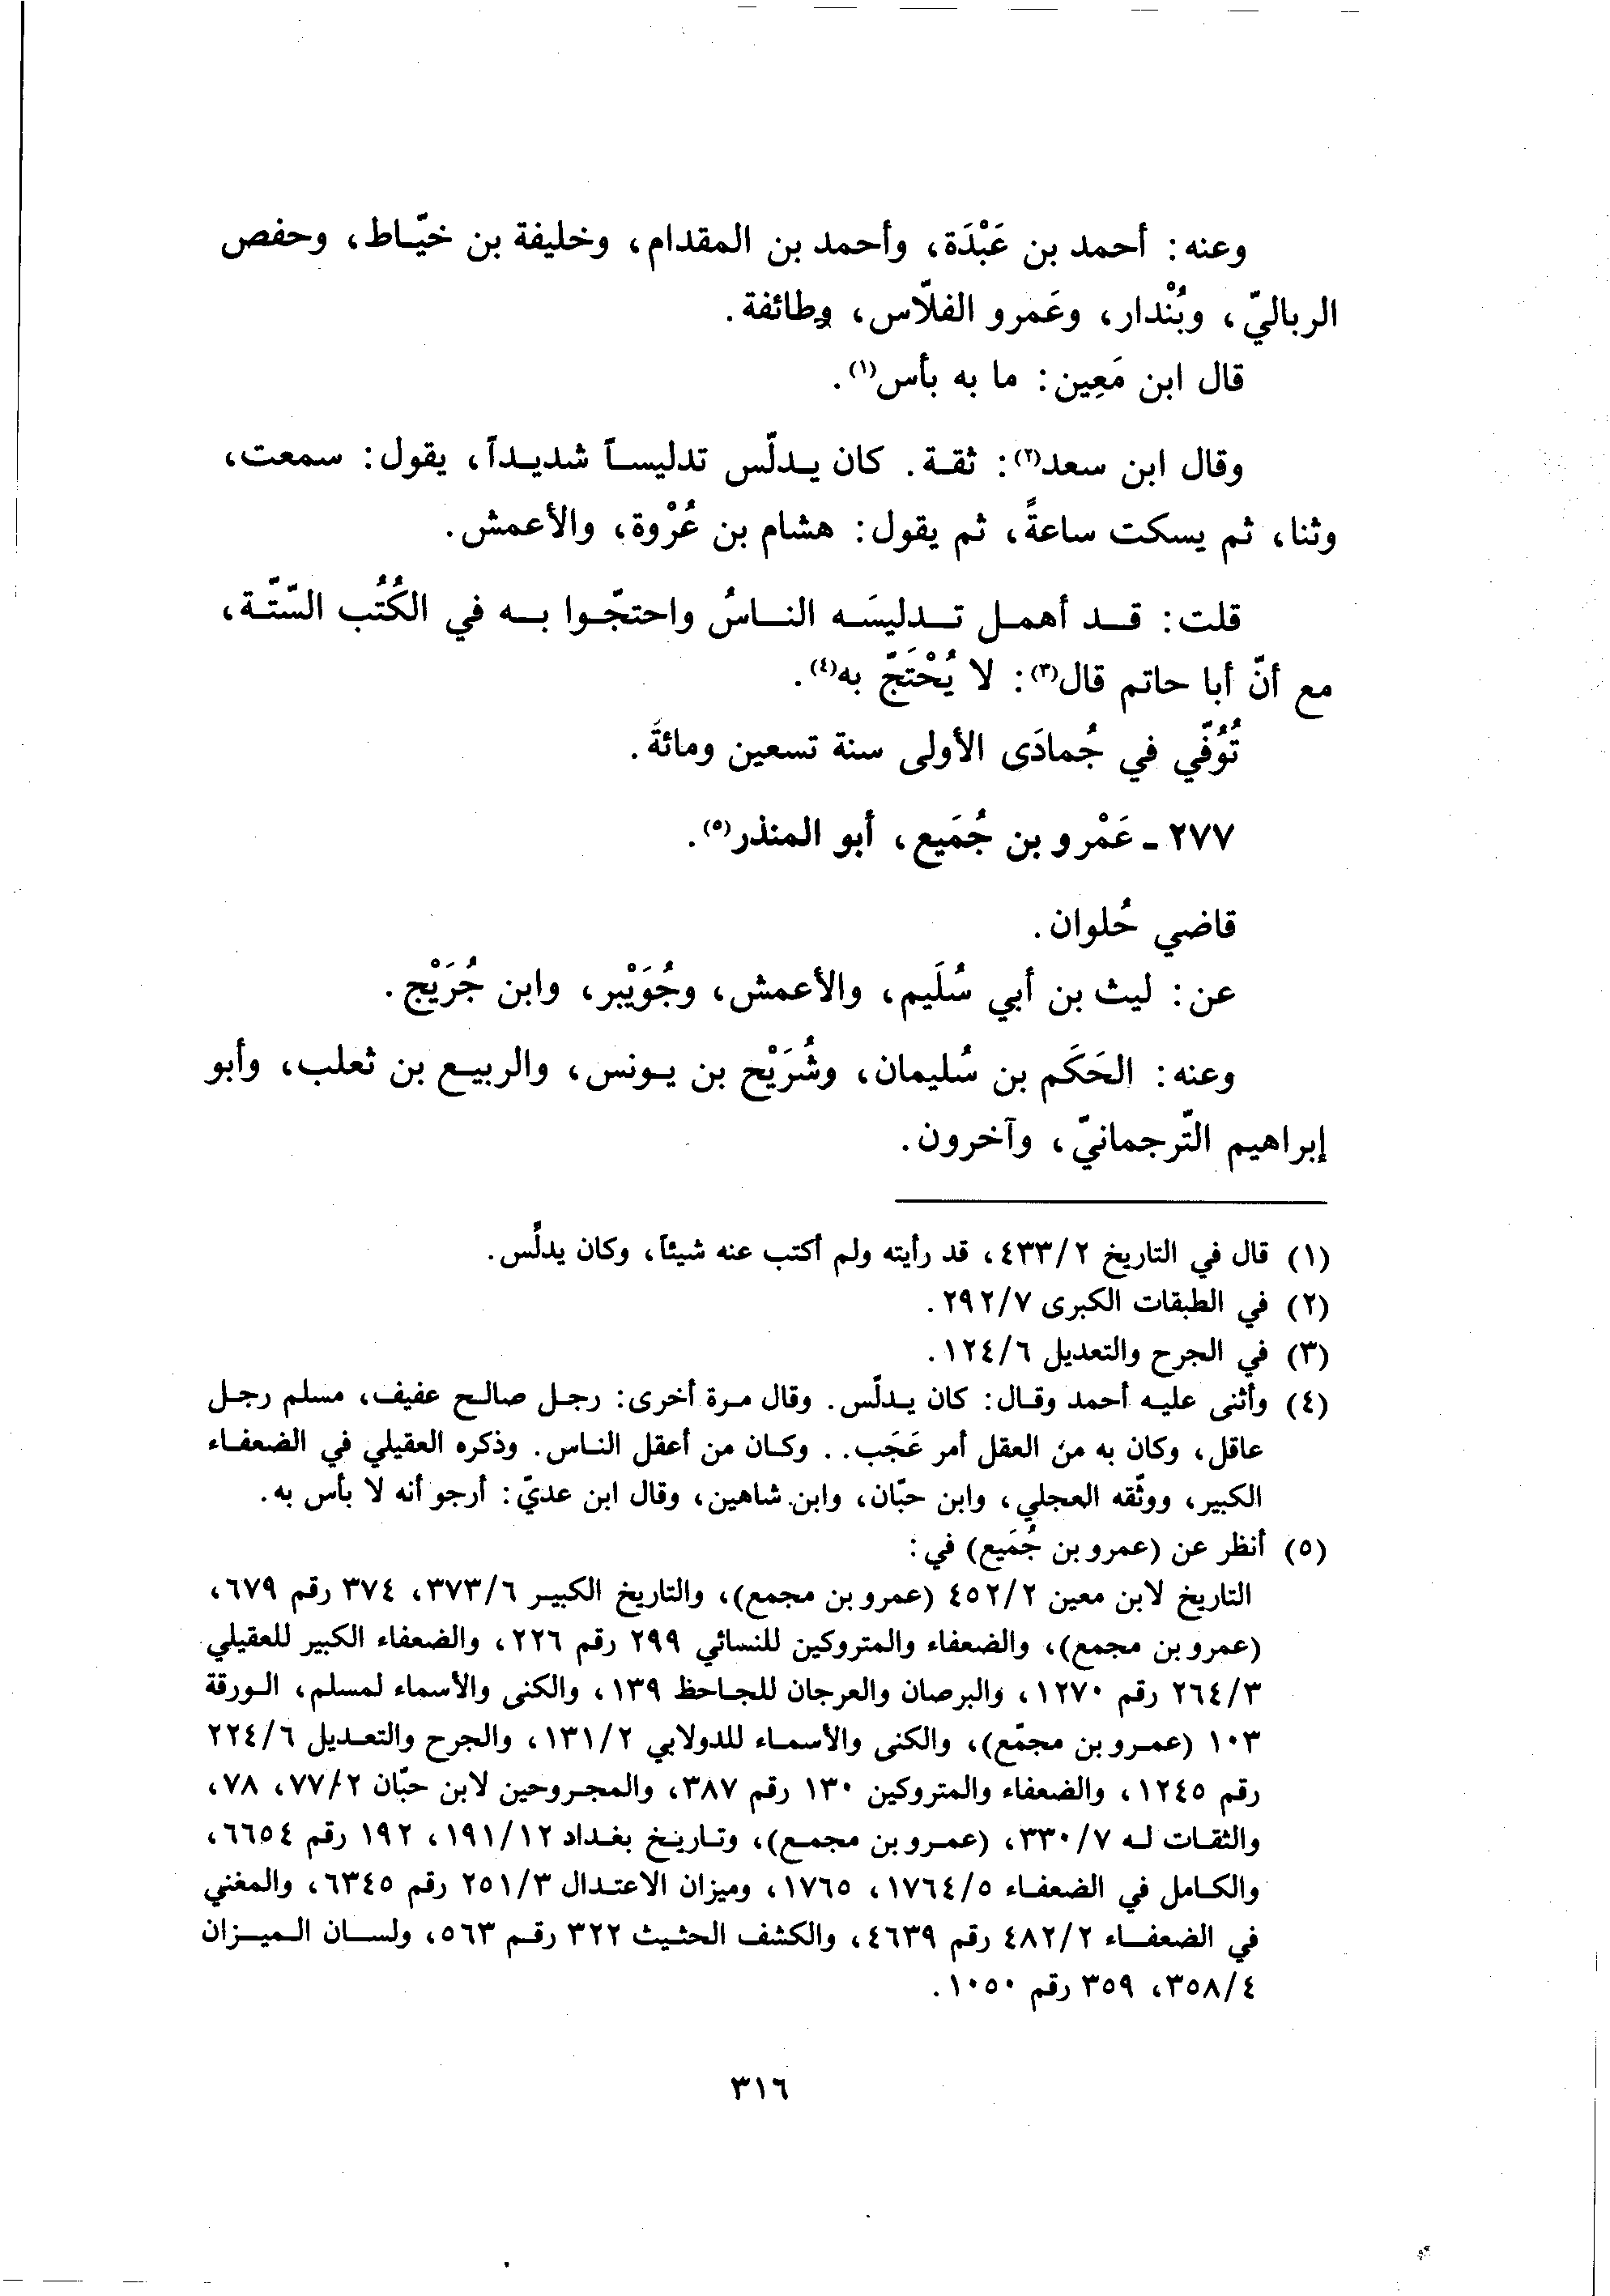 وعنه: أحمد بن عَبْدَة، وأحمد بن المقدام، وخليفة بن خيّاط، وحفص
الرباليّ، وبُنْدار، وعَمرو الفلّاس، وطائفة.
قال ابن مَعِين: ما به بأس(١).
وقال ابن سعد(٢): ثقة. كان يدلّس تدليساً شديداً، يقول: سمعت،
وثنا، ثم يسكت ساعةً، ثم يقول: هشام بن عُرْوة، والأعمش.
قلت: قد أهمل تدليسَه الناسُ واحتجّوا به في الكُتُب السّتّة،
مع أنّ أبا حاتم قال(٣): لا يُحْتَجّ به(٤).
تُوُفّي في جُمادَى الأولى سنة تسعين ومائة.
٢٧٧ - عَمْرو بن جُمَيع، أبو المنذر(٥).
قاضي حُلوان.
عن: ليث بن أبي سُلَيم، والأعمش، وجُوَيْبر، وابن جُرَيْج.
وعنه: الحَكَم بن سُليمان، وشُرَيْح بن يونس، والربيع بن ثعلب، وأبو
إبراهيم التّرجمانيّ، وآخرون.
(١) قال في التاريخ ٤٣٣/٢، قد رأيته ولم أكتب عنه شيئاً، وكان يدلّس.
(٢) في الطبقات الكبرى ٢٩٢/٧.
(٣) في الجرح والتعديل ١٢٤/٦.
(٤) وأثنى عليه أحمد وقال: كان يدلّس. وقال مرة أخرى: رجل صالح عفيف، مسلم رجل
عاقل، وكان به من العقل أمر عَجَب.. وكان من أعقل الناس. وذكره العقيلي في الضعفاء
الكبير، ووثّقه العجلي، وابن حبّان، وابن شاهين، وقال ابن عديّ: أرجو أنه لا بأس به.
(٥) أنظر عن (عمرو بن جُمَيع) في:
التاريخ لابن معين ٤٥٢/٢ (عمرو بن مجمع)، والتاريخ الكبير ٣٧٣/٦، ٣٧٤ رقم ٦٧٩،
(عمرو بن مجمع)، والضعفاء والمتروكين للنسائي ٢٩٩ رقم ٢٢٦، والضعفاء الكبير للعقيلي
٢٦٤/٣ رقم ١٢٧٠، والبرصان والعرجان للجاحظ ١٣٩، والكنى والأسماء لمسلم، الورقة
١٠٣ (عمرو بن مجمّع)، والكنى والأسماء للدولابي ١٣١/٢، والجرح والتعديل ٢٢٤/٦
رقم ١٢٤٥، والضعفاء والمتروكين ١٣٠ رقم ٣٨٧، والمجروحين لابن حبّان ٧٧/٢، ٧٨،
والثقات له ٣٣٠/٧، (عمرو بن مجمع)، وتاريخ بغداد ١٩١/١٢، ١٩٢ رقم ٦٦٥٤،
والكامل في الضعفاء ١٧٦٤/٥، ١٧٦٥، وميزان الاعتدال ٢٥١/٣ رقم ٦٣٤٥، والمغني
في الضعفاء ٤٨٢/٢ رقم ٤٦٣٩، والكشف الحثيث ٣٢٢ رقم ٥٦٣، ولسان الميزان
٣٥٨/٤، ٣٥٩ رقم ١٠٥٠.
٣١٦